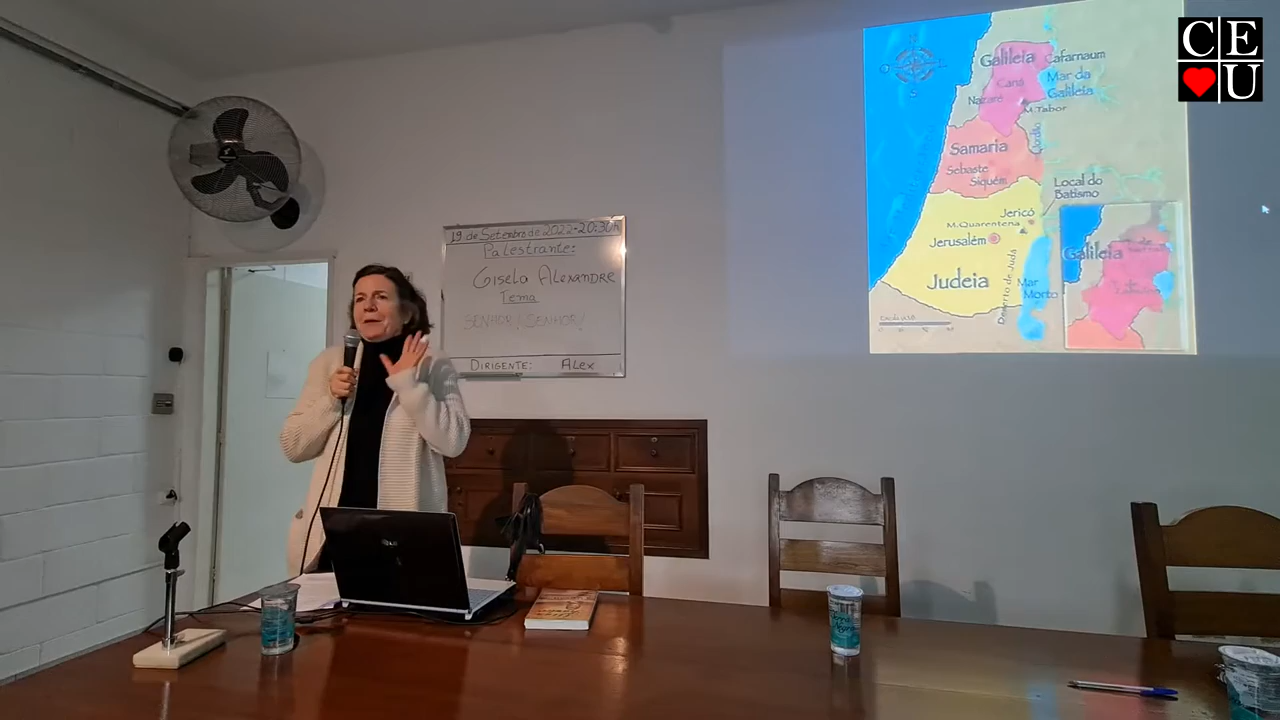 19 de Setembro de 2022-20:30h
Palestrante:
Gisela Alexandre
Tema
SENHOR! SENHOR!
DIRIGENTE: Alex
Galileia
Cafarnaum
Caná
Mar da
Galileia
Nazaré
M. Tabor
Jordão
Samaria
Sebaste
Siquém
Local do
Batismo
Jericó
M. Quarentena
Jerusalém
Judeia
Deserto de Judá
Mar
Morto
Galileia
CE
U